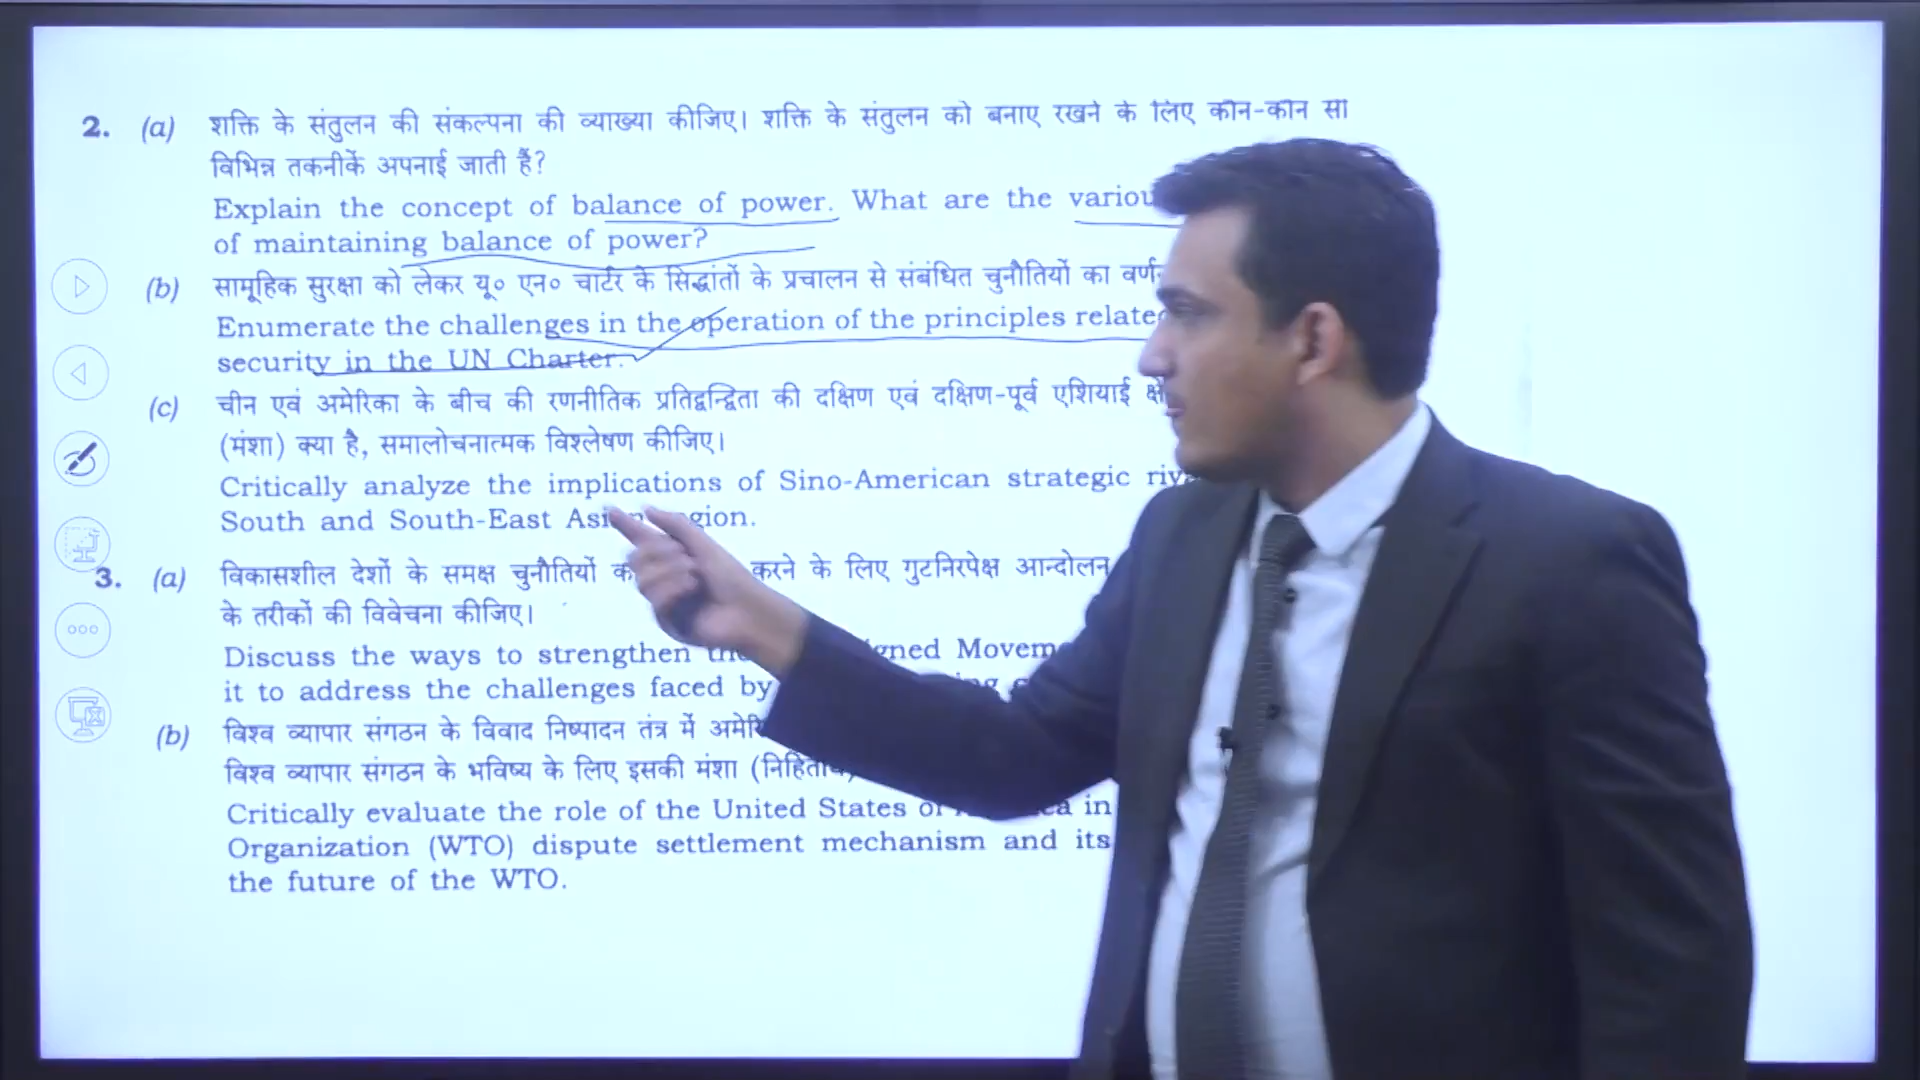 2. (a) शक्ति के संतुलन की संकल्पना की व्याख्या कीजिए। शक्ति के संतुलन को बनाए रखने के लिए कौन-कौन सी
विभिन्न तकनीकें अपनाई जाती हैं?
Explain the concept of balance of power. What are the
of maintaining balance of power?
(b) सामूहिक सुरक्षा को लेकर यू० एन० चार्टर के सिद्धांतों के प्रचालन से संबंधित चुनौतियों का
Enumerate the challenges in the operation of the principles
security in the UN Charter.
(c) चीन एवं अमेरिका के बीच की रणनीतिक प्रतिद्वन्द्विता की दक्षिण एवं दक्षिण-पूर्व एशियाई
(मंशा) क्या है, समालोचनात्मक विश्लेषण कीजिए।
Critically analyze the implications of Sino-American strategic
South and South-East
3. (a) विकासशील देशों के समक्ष चुनौतियों करने के लिए गुटनिरपेक्ष आन्दोलन
के तरीकों की विवेचना कीजिए।
Discuss the ways to strengthen
it to address the challenges faced by
(b) विश्व व्यापार संगठन के विवाद निष्पादन तंत्र में
विश्व व्यापार संगठन के भविष्य के लिए इसकी मंशा
Critically evaluate the role of the United States in
Organization (WTO) dispute settlement mechanism and its
the future of the WTO.